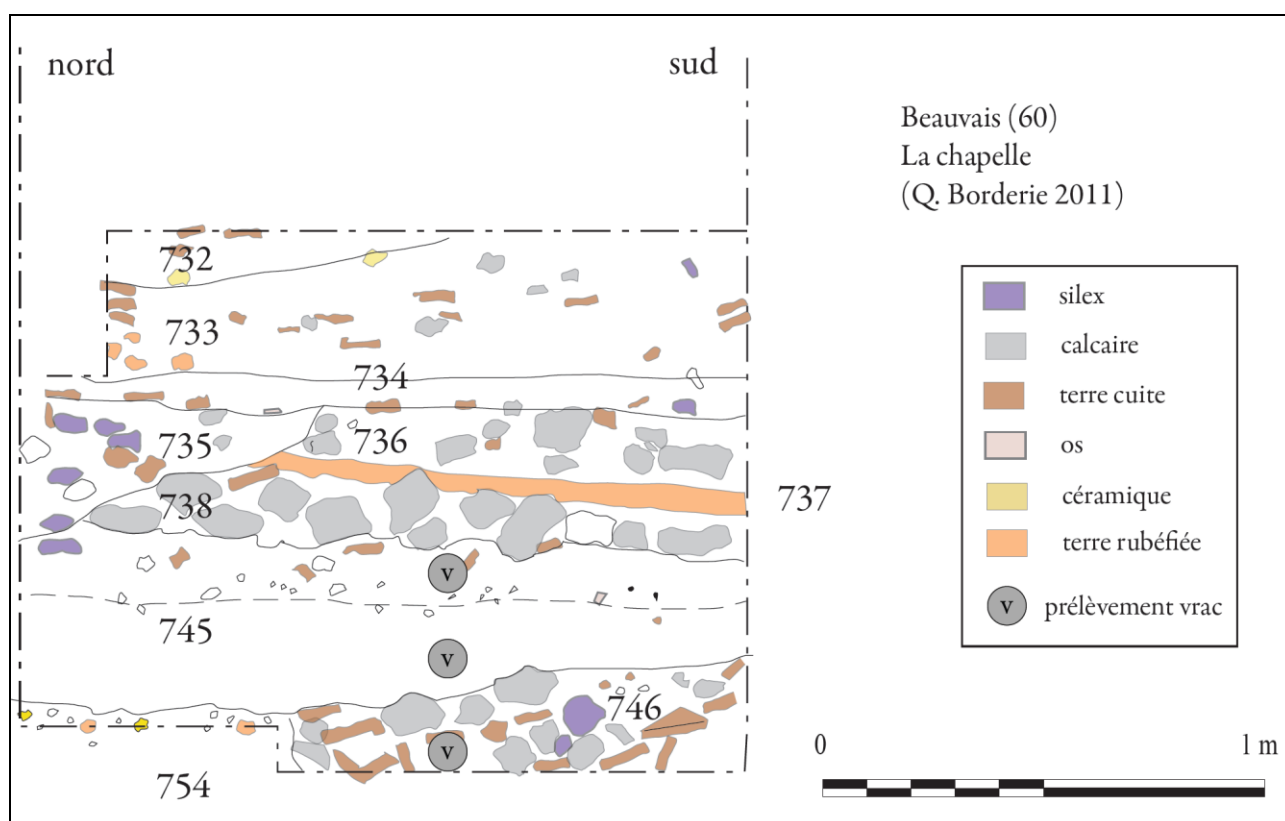 nord
sud
Beauvais (60)
La chapelle
(Q. Borderie 2011)
732
733
734
735
736
738
737
745
746
754
silex
calcaire
terre cuite
os
céramique
terre rubéfiée
v prélèvement vrac
v
v
v
0
1 m